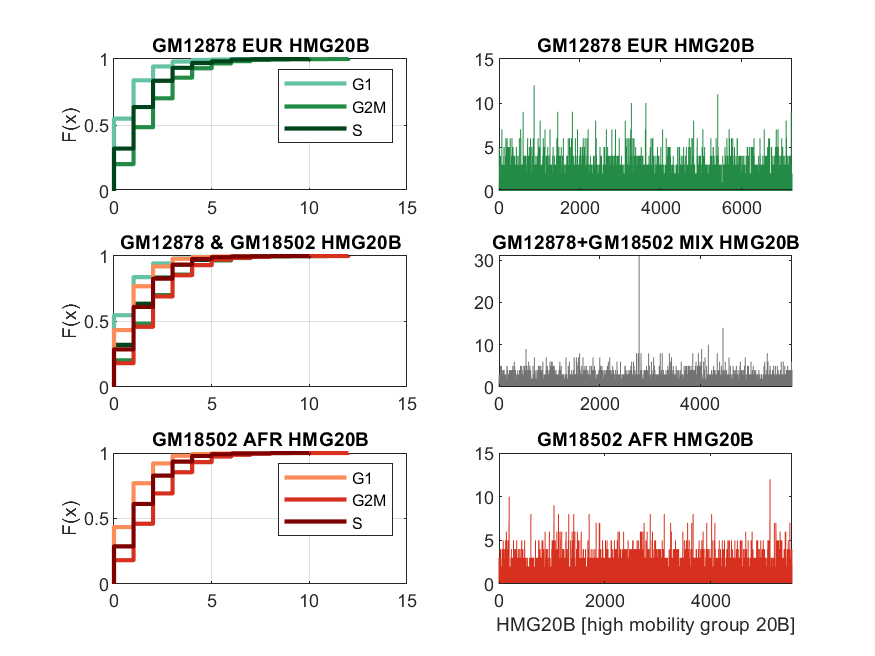 GM12878 EUR HMG20B
1
0.5
0
F(x)
0 5 10 15
G1
G2M
S
GM12878 EUR HMG20B
15
10
5
0
0 2000 4000 6000
GM12878 & GM18502 HMG20B
1
0.5
0
F(x)
0 5 10 15
GM12878+GM18502 MIX HMG20B
30
20
10
0
0 2000 4000
GM18502 AFR HMG20B
1
0.5
0
F(x)
0 5 10 15
G1
G2M
S
GM18502 AFR HMG20B
15
10
5
0
0 2000 4000
HMG20B [high mobility group 20B]